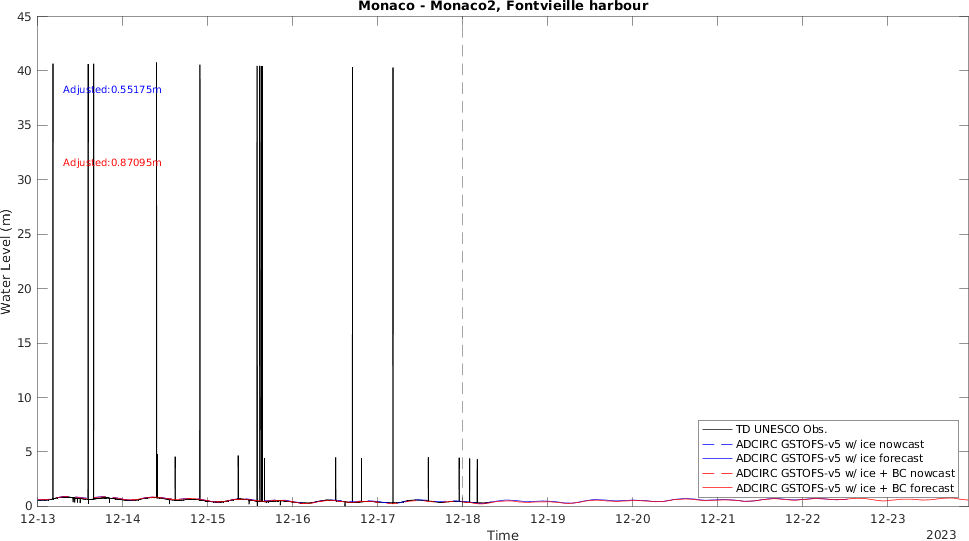 Monaco - Monaco2, Fontvieille harbour
45
40
35
30
25
20
15
10
5
0
Water Level (m)
Adjusted:0.55175m
Adjusted:0.87095m
TD UNESCO Obs.
ADCIRC GSTOFS-v5 w/ ice nowcast
ADCIRC GSTOFS-v5 w/ ice forecast
ADCIRC GSTOFS-v5 w/ ice + BC nowcast
ADCIRC GSTOFS-v5 w/ ice + BC forecast
12-13 12-14 12-15 12-16 12-17 12-18 12-19 12-20 12-21 12-22 12-23
Time
2023